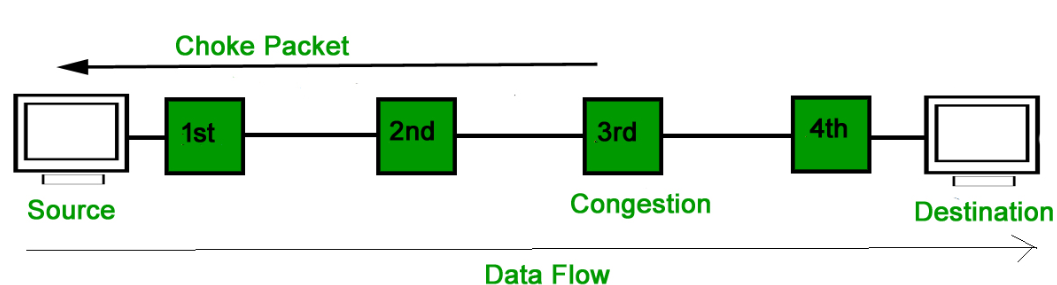 Choke Packet
1st
2nd
3rd
4th
Source
Congestion
Destination
Data Flow